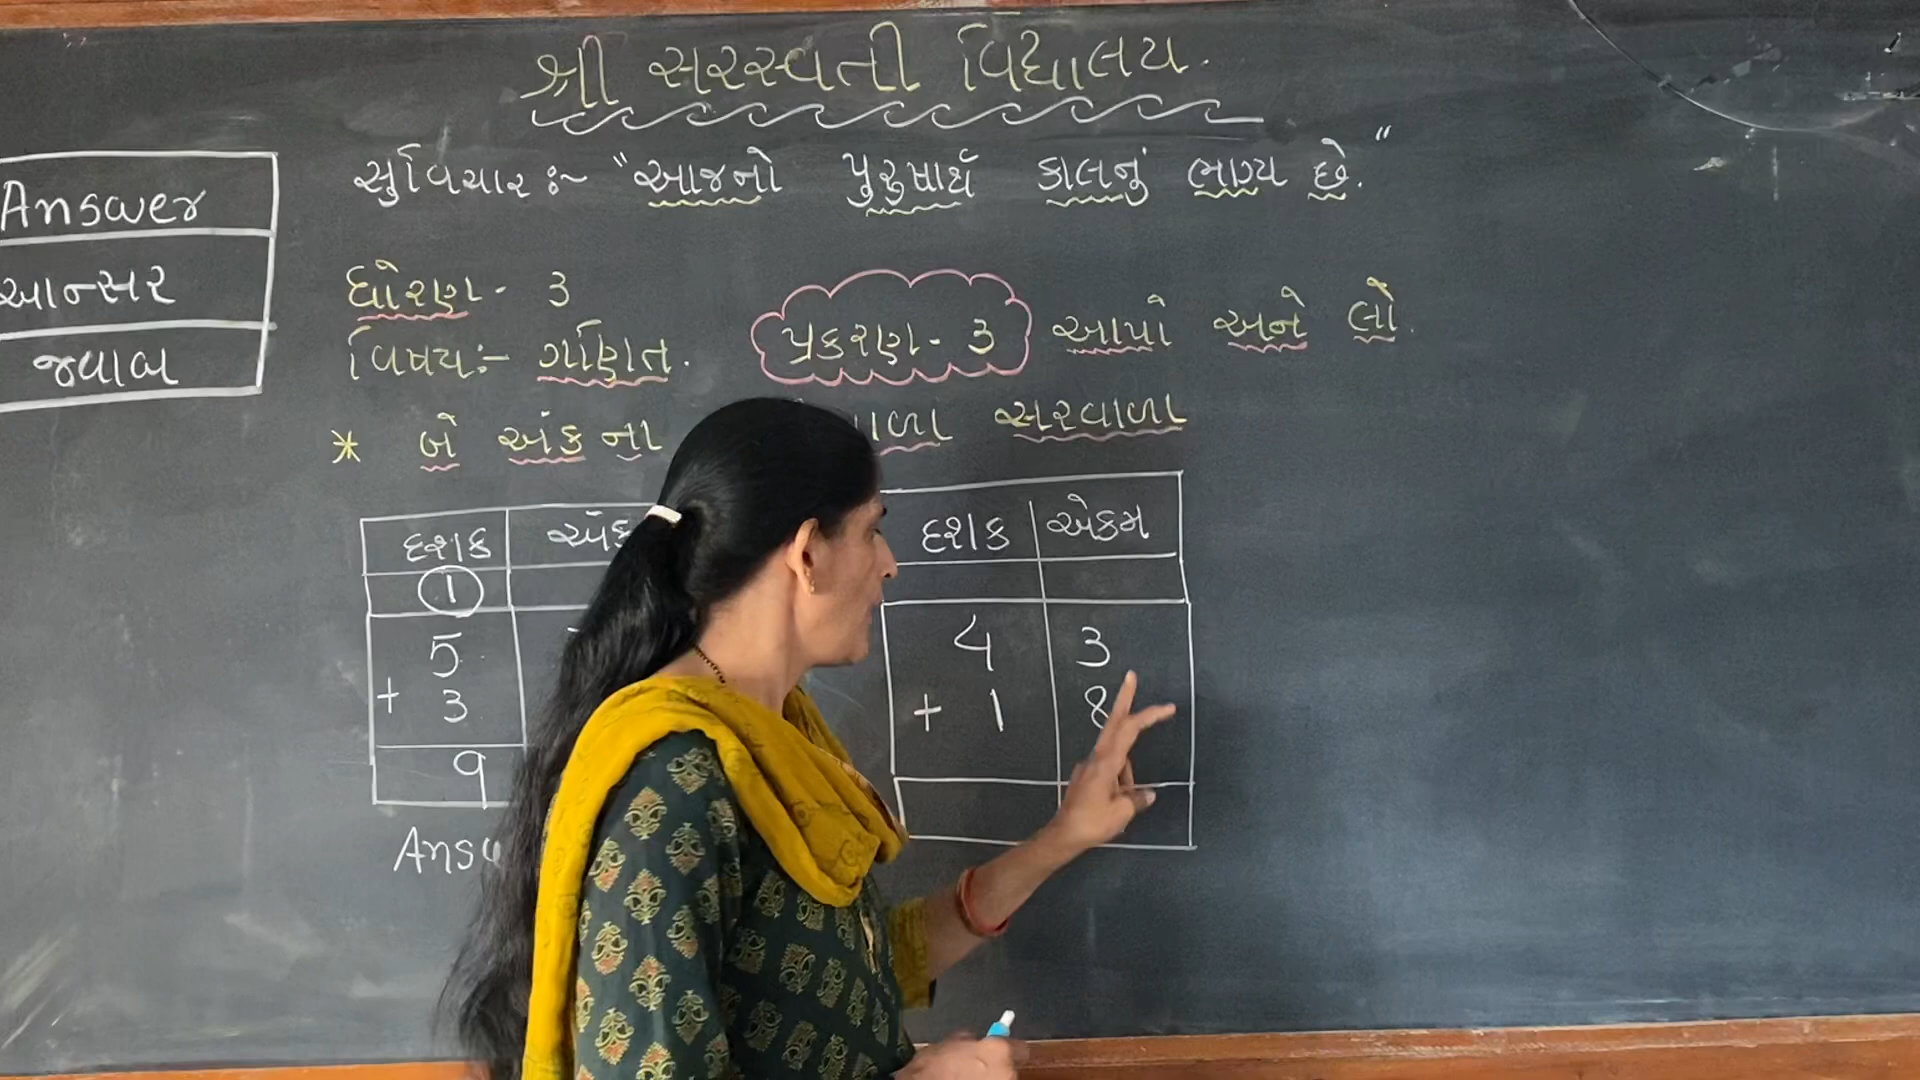 શ્રી સરસ્વતી વિદ્યાલય.
સુવિચાર :- "આજનો પુરુષાર્થ કાલનું ભાગ્ય છે."
Answer
આન્સર
જવાબ
ધોરણ - 3
વિષય :- ગણિત.
પ્રકરણ - 3 આપો અને લો.
* બે અંક ના સરવાળા
દશક
1
5
+ 3
9
દશક એકમ
4 3
+ 1 8